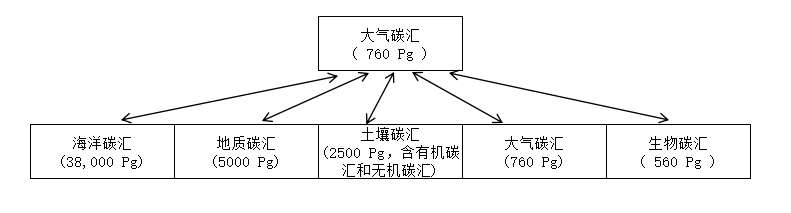 大气碳汇
( 760 Pg )
海洋碳汇
(38,000 Pg)
地质碳汇
(5000 Pg)
土壤碳汇
(2500 Pg，含有机碳
汇和无机碳汇)
大气碳汇
(760 Pg)
生物碳汇
( 560 Pg )